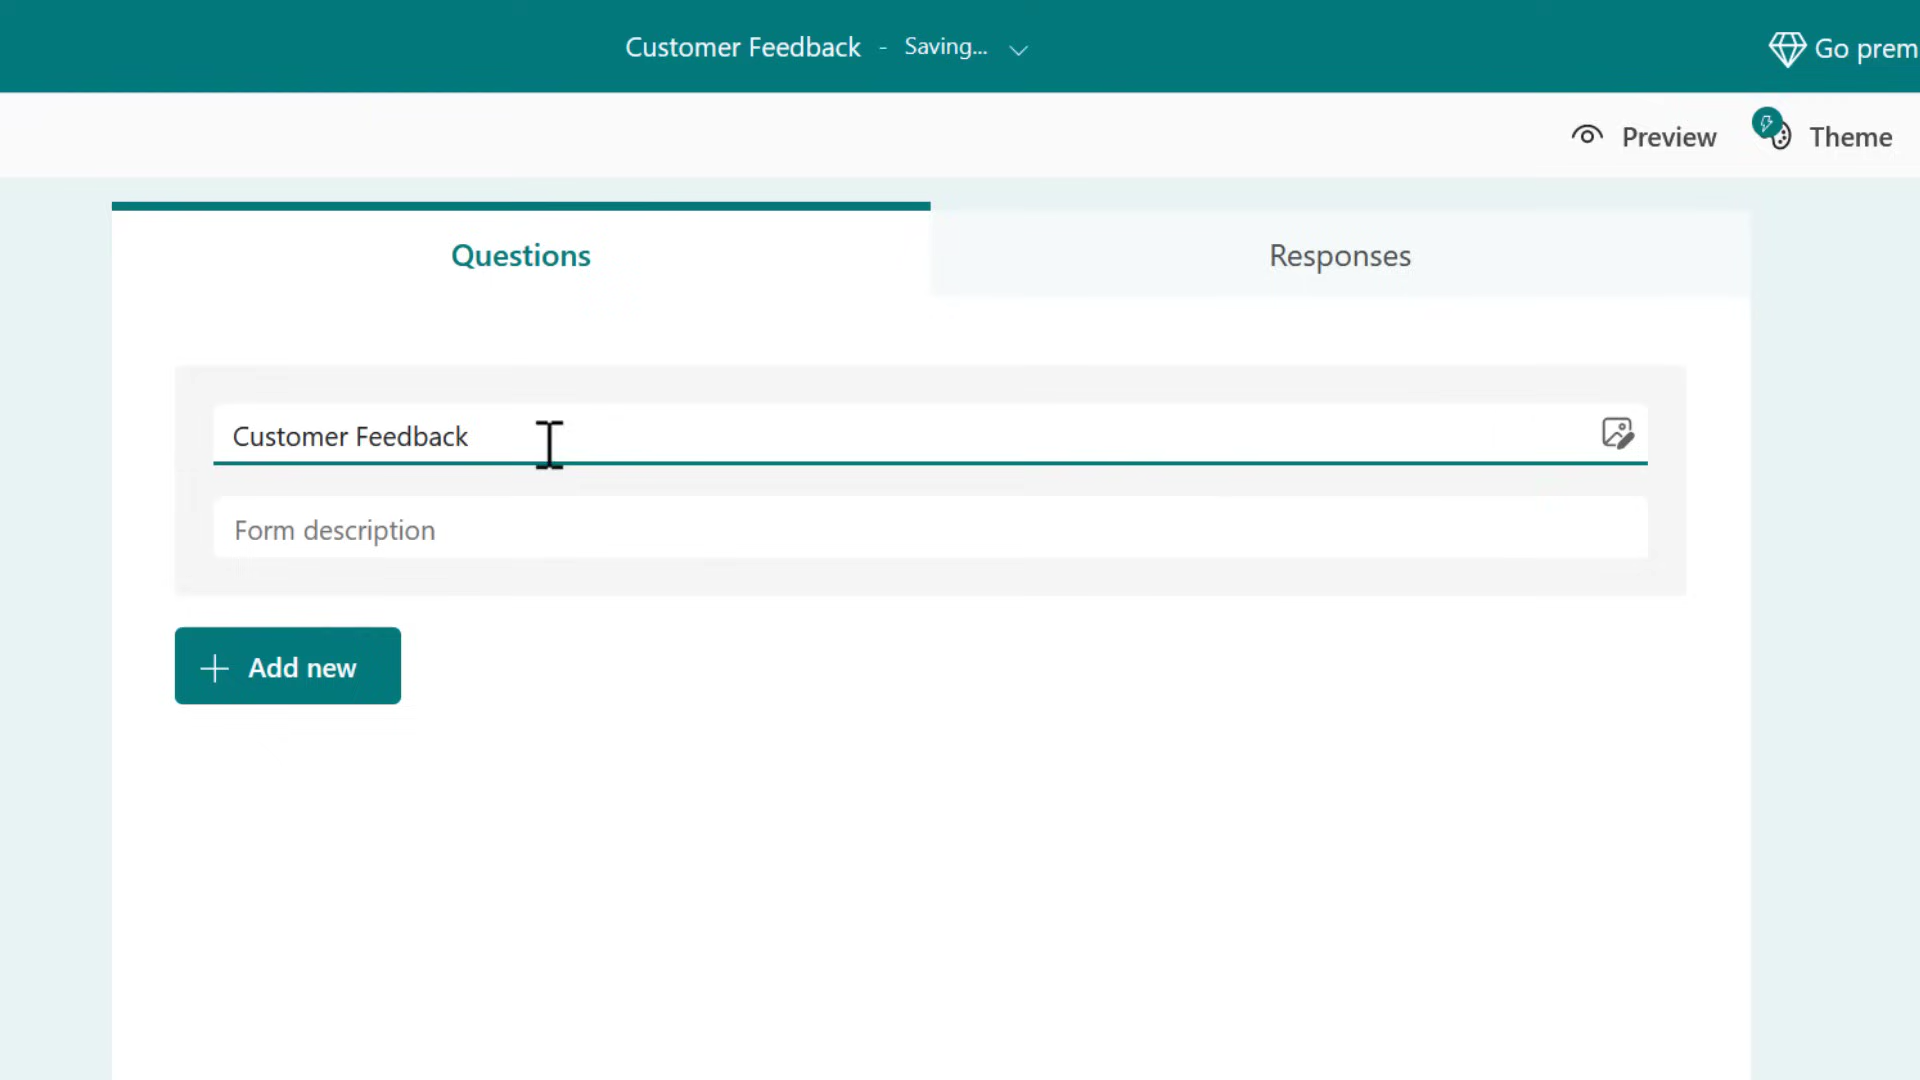 Customer Feedback - Saving...
Go prem
Preview
Theme
Questions
Responses
Customer Feedback
Form description
Add new